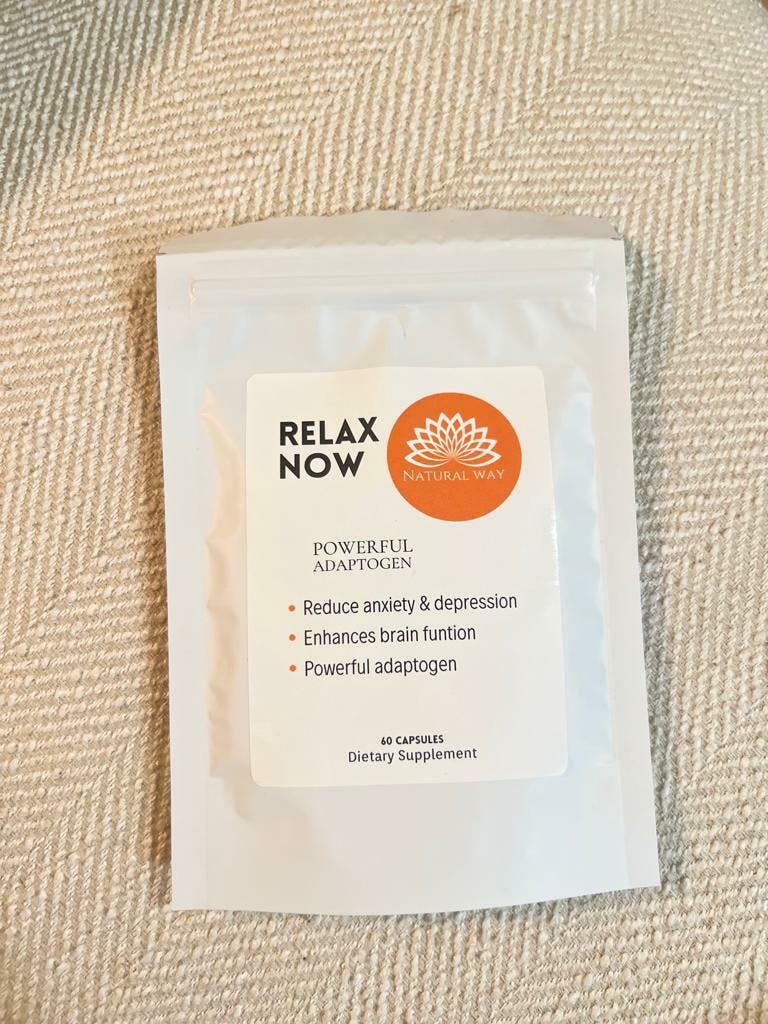 RELAX
NOW
NATURAL WAY
POWERFUL
ADAPTOGEN
• Reduce anxiety & depression
• Enhances brain funtion
• Powerful adaptogen
60 CAPSULES
Dietary Supplement